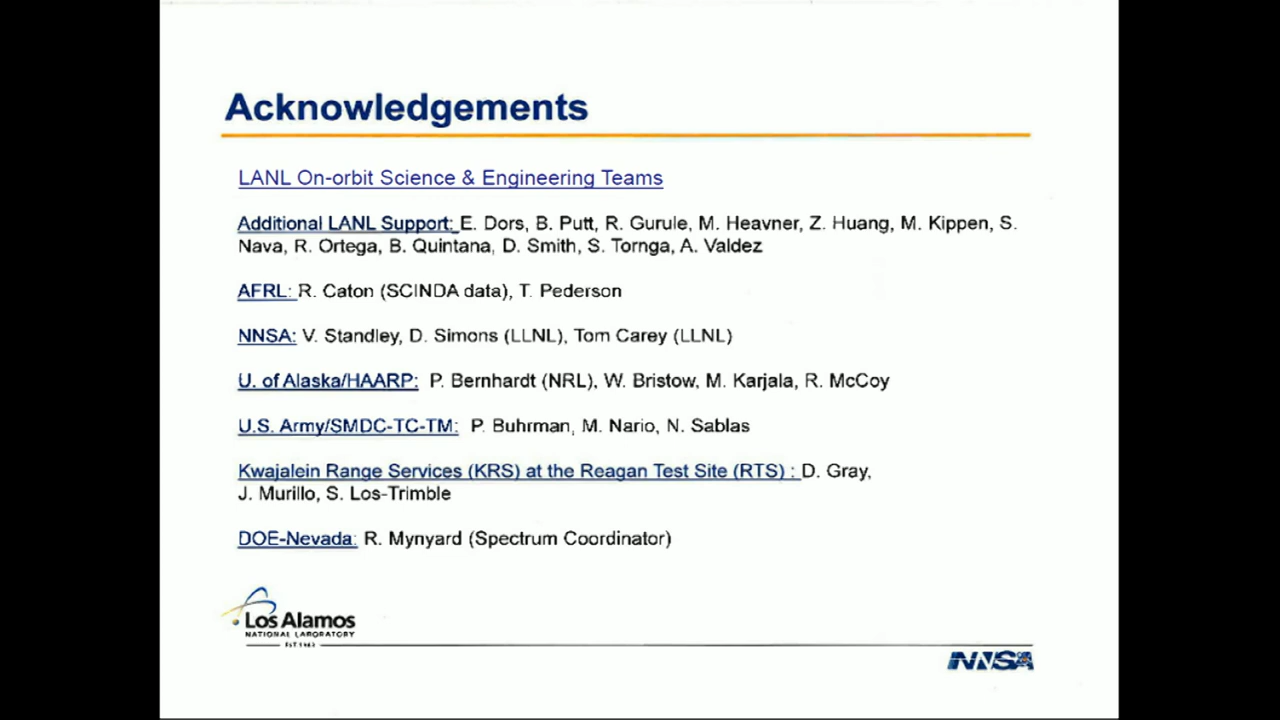 Acknowledgements
LANL On-orbit Science & Engineering Teams
Additional LANL Support: E. Dors, B. Putt, R. Gurule, M. Heavner, Z. Huang, M. Kippen, S.
Nava, R. Ortega, B. Quintana, D. Smith, S. Tornga, A. Valdez
AFRL: R. Caton (SCINDA data), T. Pederson
NNSA: V. Standley, D. Simons (LLNL), Tom Carey (LLNL)
U. of Alaska/HAARP: P. Bernhardt (NRL), W. Bristow, M. Karjala, R. McCoy
U.S. Army/SMDC-TC-TM: P. Buhrman, M. Nario, N. Sablas
Kwajalein Range Services (KRS) at the Reagan Test Site (RTS) : D. Gray,
J. Murillo, S. Los-Trimble
DOE-Nevada: R. Mynyard (Spectrum Coordinator)
Los Alamos
NATIONAL LABORATORY
EST.1943
NNSA